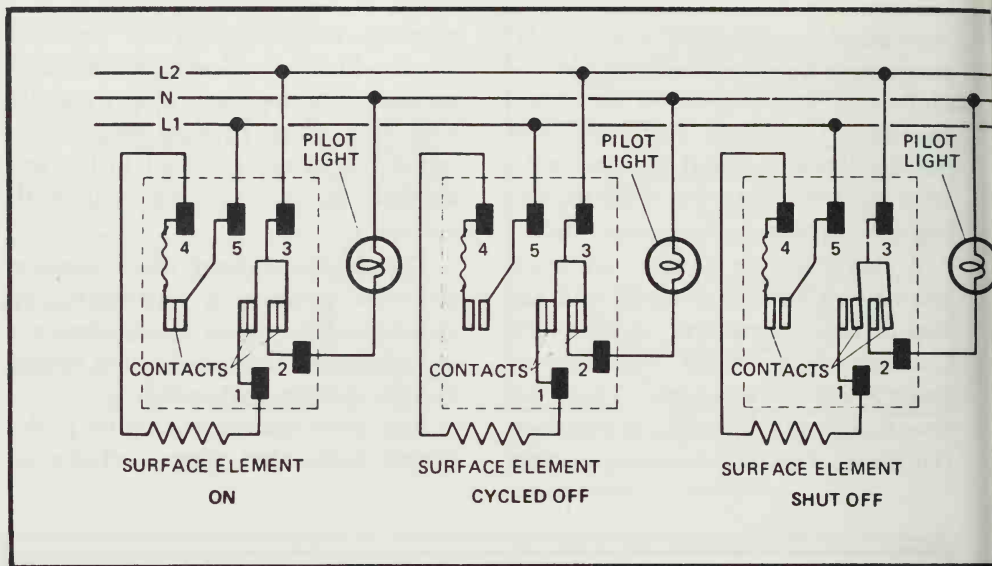 L2
N
L1
PILOT LIGHT
PILOT LIGHT
PILOT LIGHT
4 5 3
4 5 3
4 5 3
CONTACTS
2
1
CONTACTS
2
1
CONTACTS
2
1
SURFACE ELEMENT
ON
SURFACE ELEMENT
CYCLED OFF
SURFACE ELEMENT
SHUT OFF